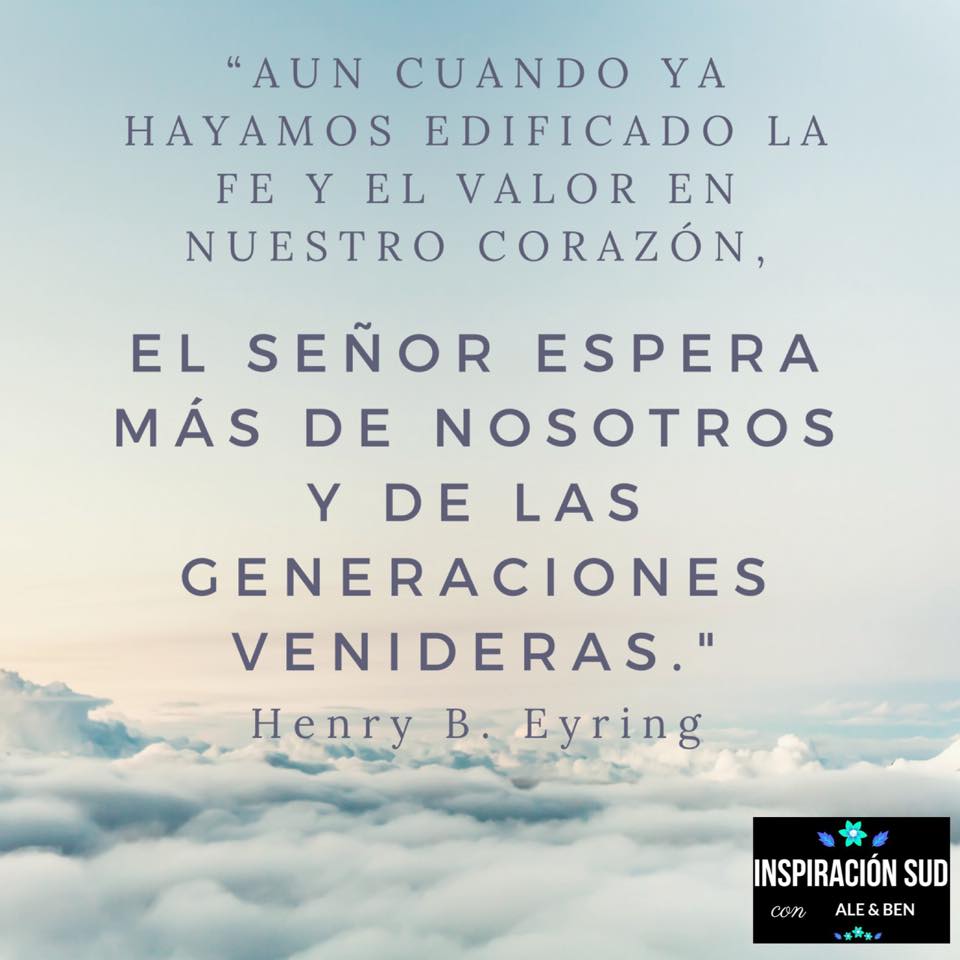 “AUN CUANDO YA
HAYAMOS EDIFICADO LA
FE Y EL VALOR EN
NUESTRO CORAZÓN,
EL SEÑOR ESPERA
MÁS DE NOSOTROS
Y DE LAS
GENERACIONES
VENIDERAS."
Henry B. Eyring
INSPIRACIÓN SUD
con ALE & BEN